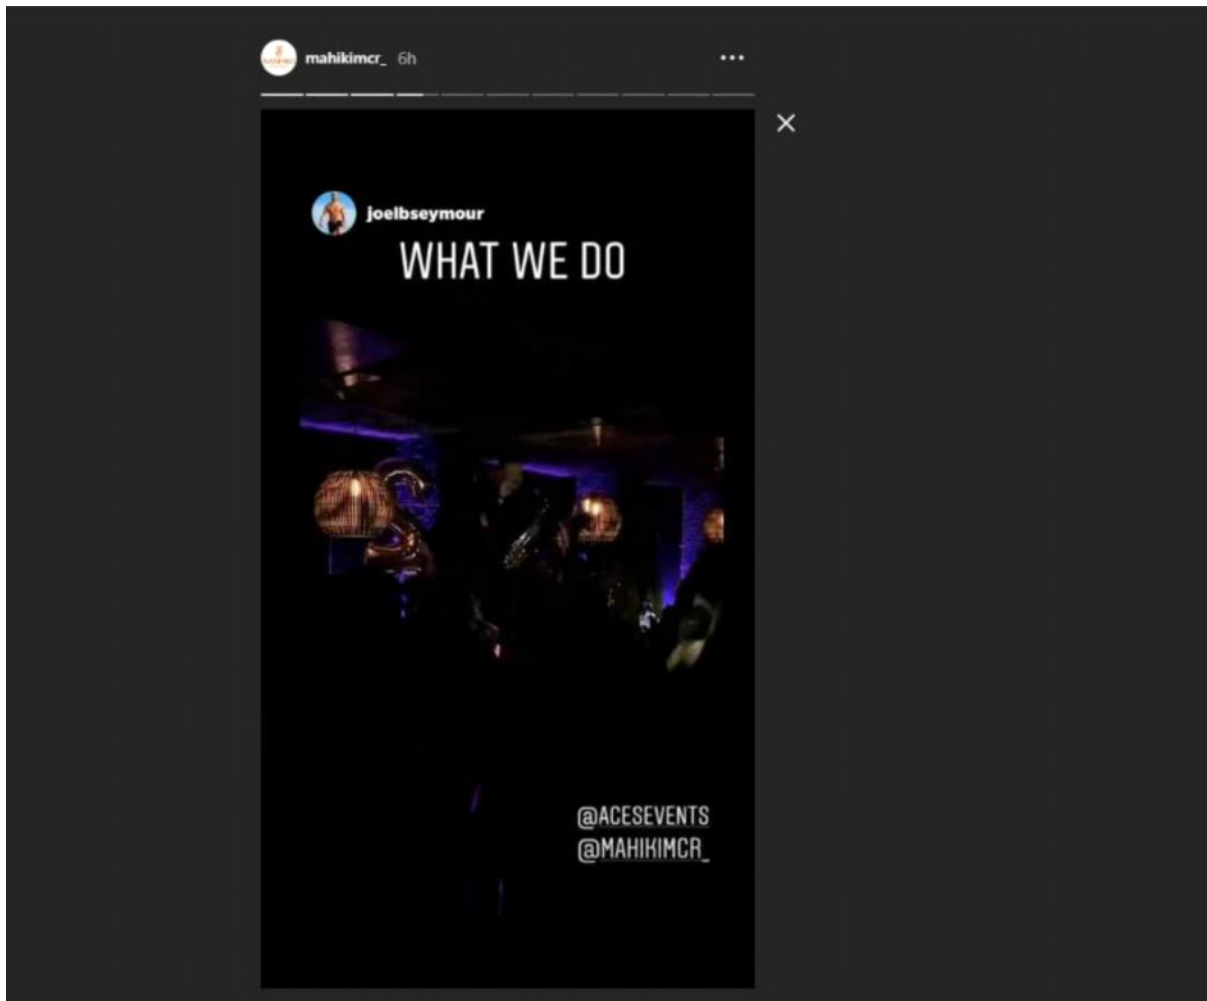 mahikimcr_ 6h
joelbseymour
WHAT WE DO
@ACESEVENTS
@MAHIKIMCR_